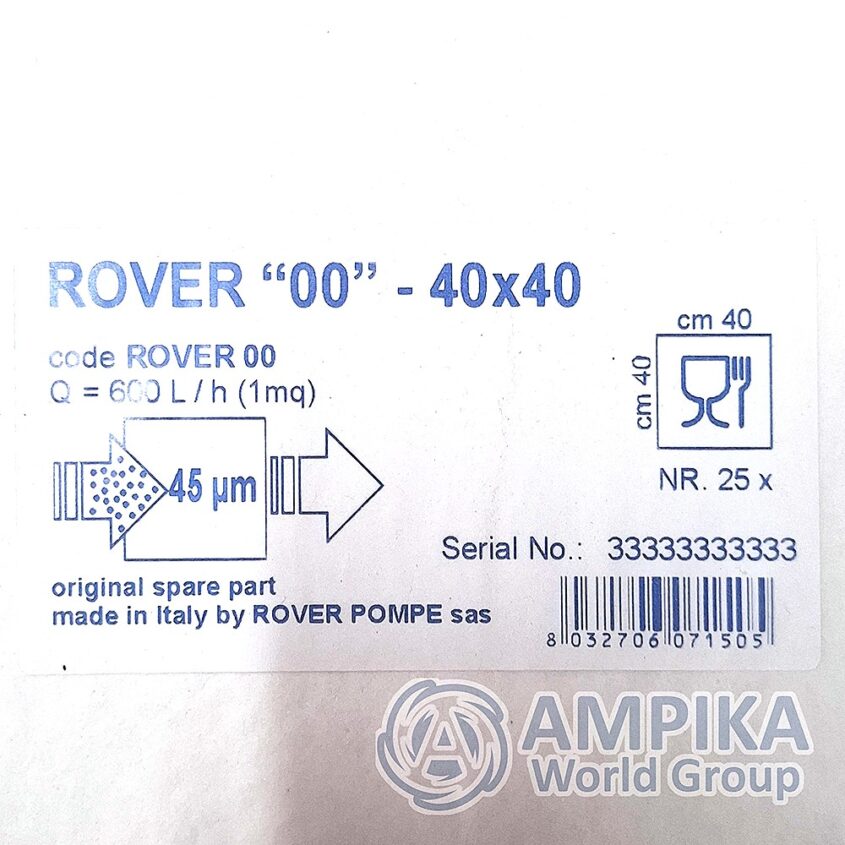 ROVER “00” - 40x40
code ROVER 00
Q = 600 L / h (1mq)
45 µm
cm 40
cm 40
NR. 25 x
Serial No.: 33333333333
8 032706 071505
original spare part
made in Italy by ROVER POMPE sas
A AMPIKA
World Group